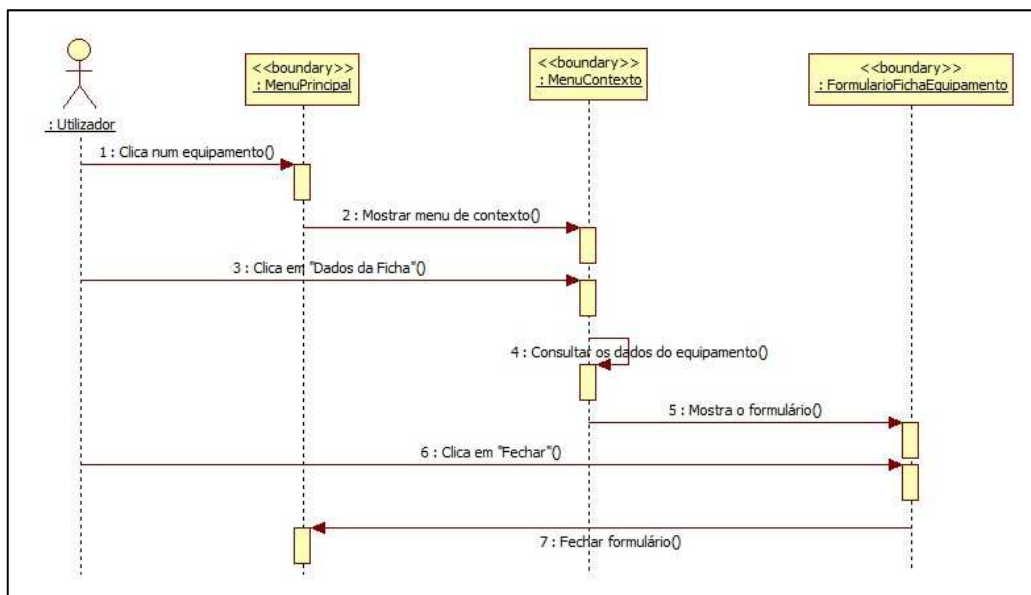 <<boundary>>
: MenuPrincipal
<<boundary>>
: MenuContexto
<<boundary>>
: FormularioFichaEquipamento
: Utilizador
1 : Clica num equipamento()
2 : Mostrar menu de contexto()
3 : Clica em "Dados da Ficha"()
4 : Consultar os dados do equipamento()
5 : Mostra o formulário()
6 : Clica em "Fechar"()
7 : Fechar formulário()